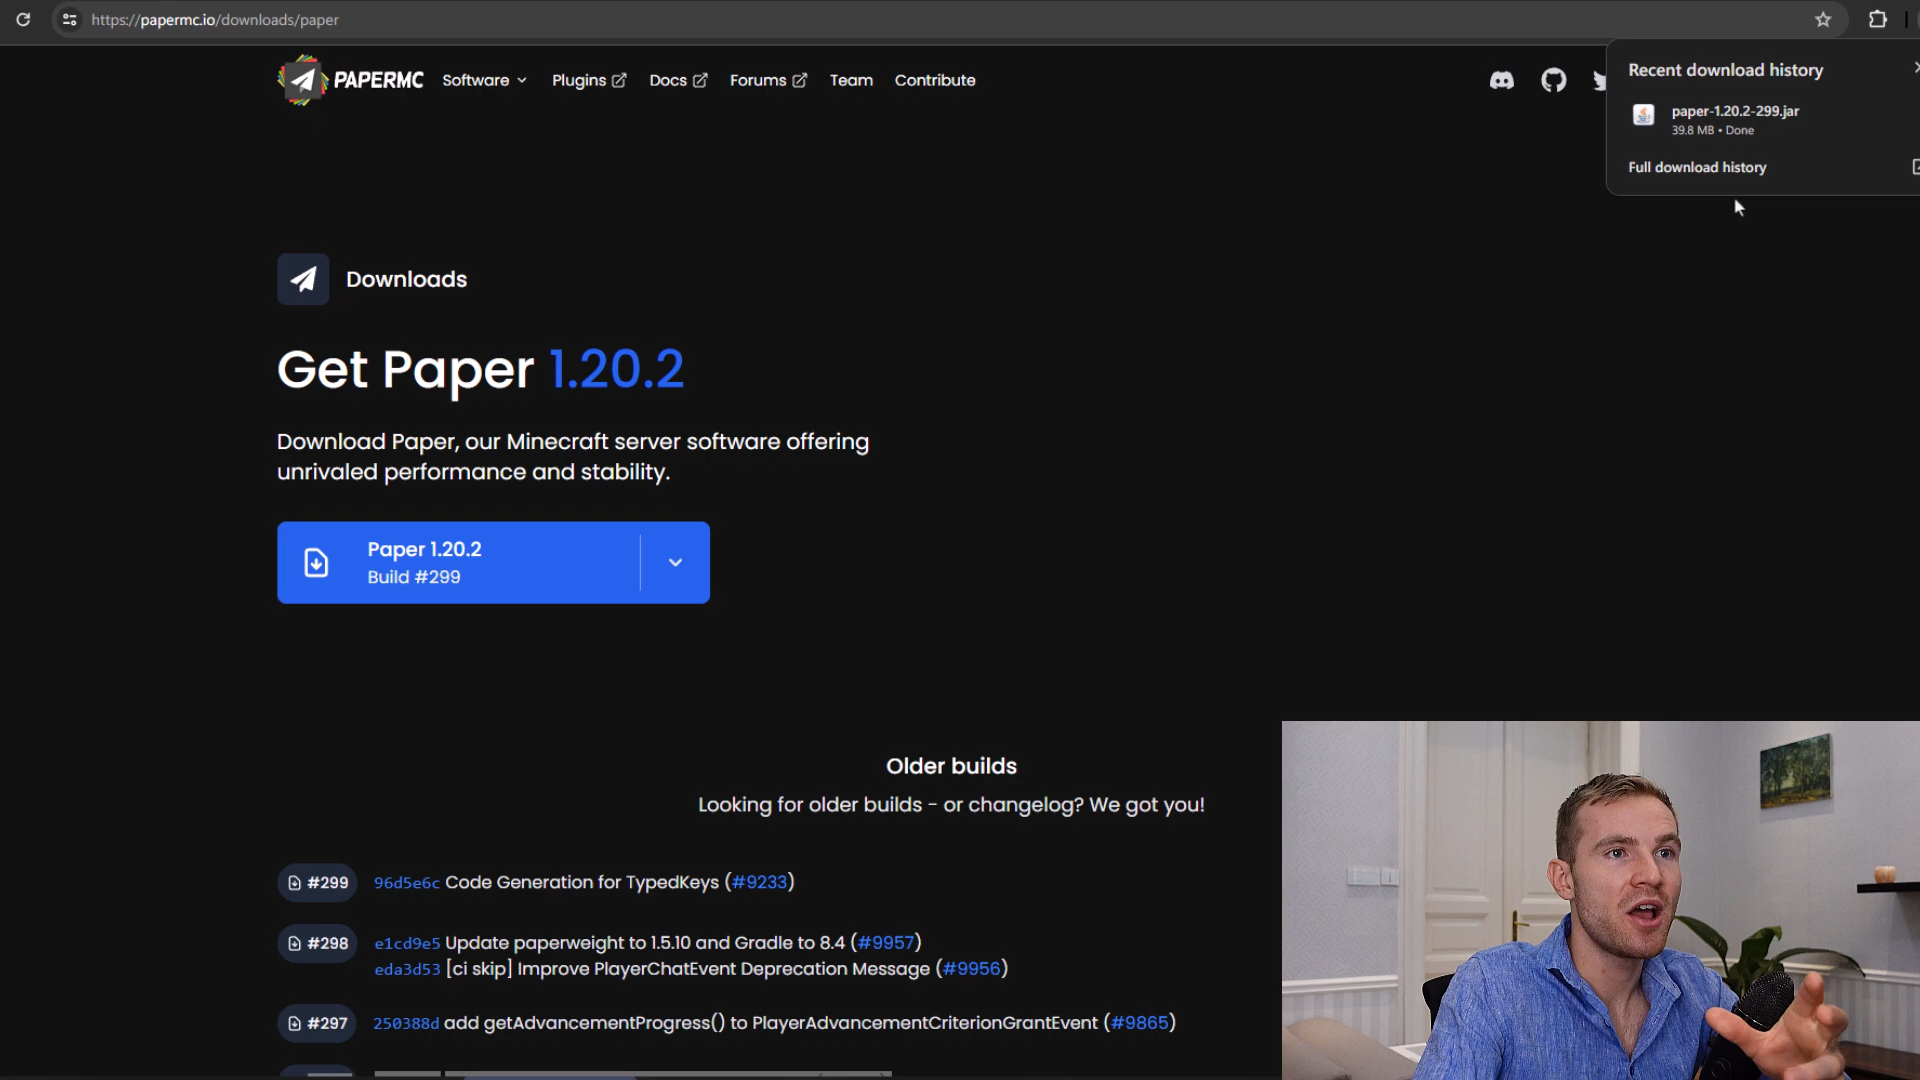 https://papermc.io/downloads/paper
PAPERMC Software Plugins Docs Forums Team Contribute
Recent download history
paper-1.20.2-299.jar
39.8 MB • Done
Full download history
Downloads
Get Paper 1.20.2
Download Paper, our Minecraft server software offering
unrivaled performance and stability.
Paper 1.20.2
Build #299
Older builds
Looking for older builds - or changelog? We got you!
#299 96d5e6c Code Generation for TypedKeys (#9233)
#298 e1cd9e5 Update paperweight to 1.5.10 and Gradle to 8.4 (#9957)
eda3d53 [ci skip] Improve PlayerChatEvent Deprecation Message (#9956)
#297 250388d add getAdvancementProgress() to PlayerAdvancementCriterionGrantEvent (#9865)